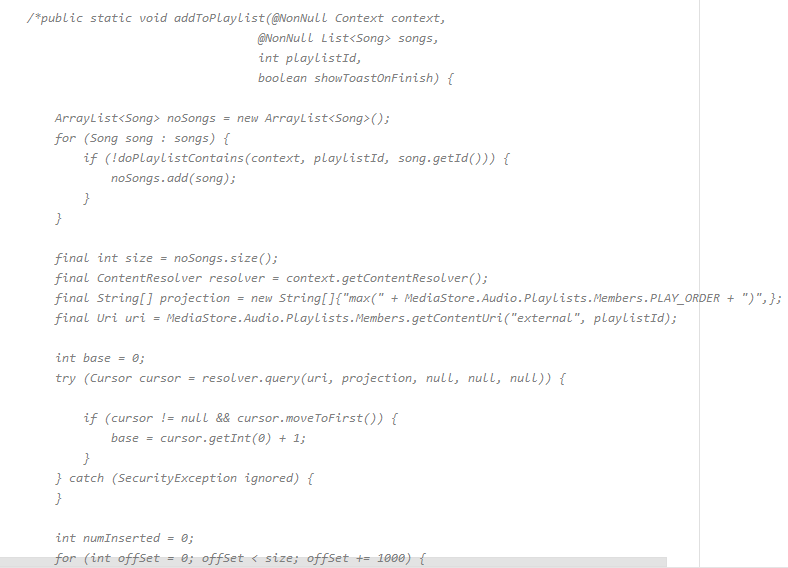 /*public static void addToPlaylist(@NonNull Context context,
                                 @NonNull List<Song> songs,
                                 int playlistId,
                                 boolean showToastOnFinish) {

    ArrayList<Song> noSongs = new ArrayList<Song>();
    for (Song song : songs) {
        if (!doPlaylistContains(context, playlistId, song.getId())) {
            noSongs.add(song);
        }
    }

    final int size = noSongs.size();
    final ContentResolver resolver = context.getContentResolver();
    final String[] projection = new String[]{"max(" + MediaStore.Audio.Playlists.Members.PLAY_ORDER + ")",};
    final Uri uri = MediaStore.Audio.Playlists.Members.getContentUri("external", playlistId);

    int base = 0;
    try (Cursor cursor = resolver.query(uri, projection, null, null, null)) {

        if (cursor != null && cursor.moveToFirst()) {
            base = cursor.getInt(0) + 1;
        }
    } catch (SecurityException ignored) {
    }

    int numInserted = 0;
    for (int offSet = 0; offSet < size; offSet += 1000) {